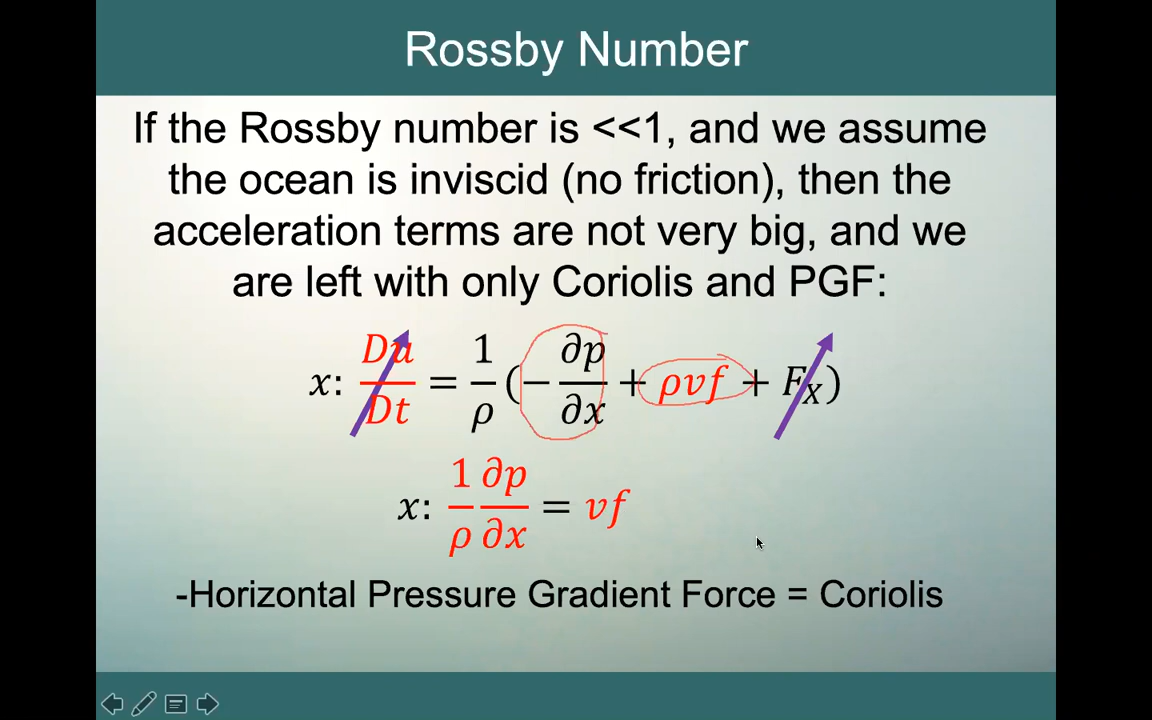 Rossby Number
If the Rossby number is <<1, and we assume
the ocean is inviscid (no friction), then the
acceleration terms are not very big, and we
are left with only Coriolis and PGF:
x: Du/Dt = 1/ρ (− ∂p/∂x + ρvf + F_X)
x: 1/ρ ∂p/∂x = vf
-Horizontal Pressure Gradient Force = Coriolis